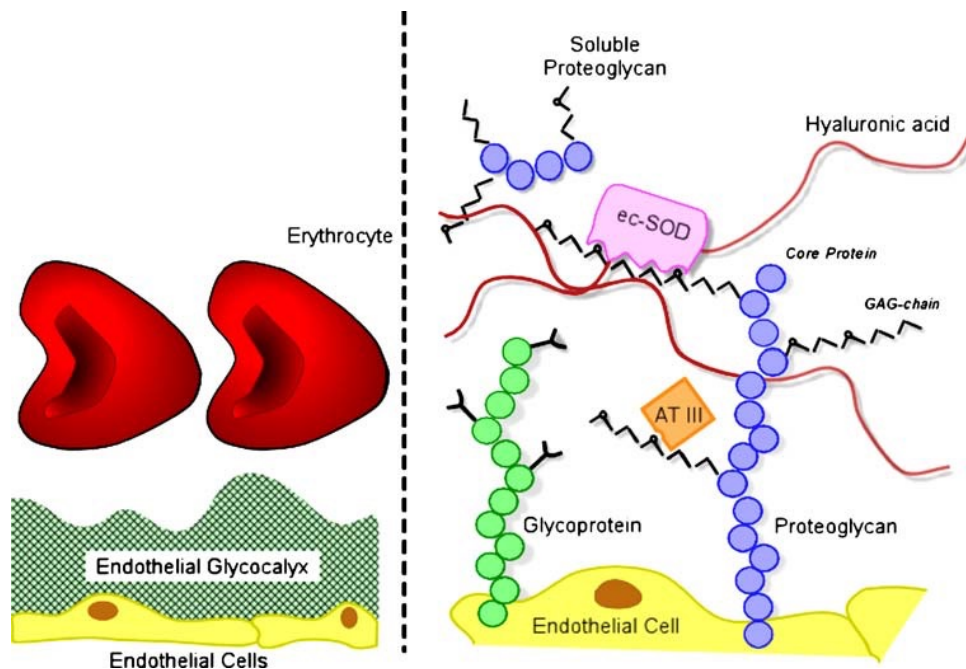 Erythrocyte
Endothelial Glycocalyx
Endothelial Cells
Soluble
Proteoglycan
Hyaluronic acid
ec-SOD
Core Protein
GAG-chain
AT III
Glycoprotein
Proteoglycan
Endothelial Cell